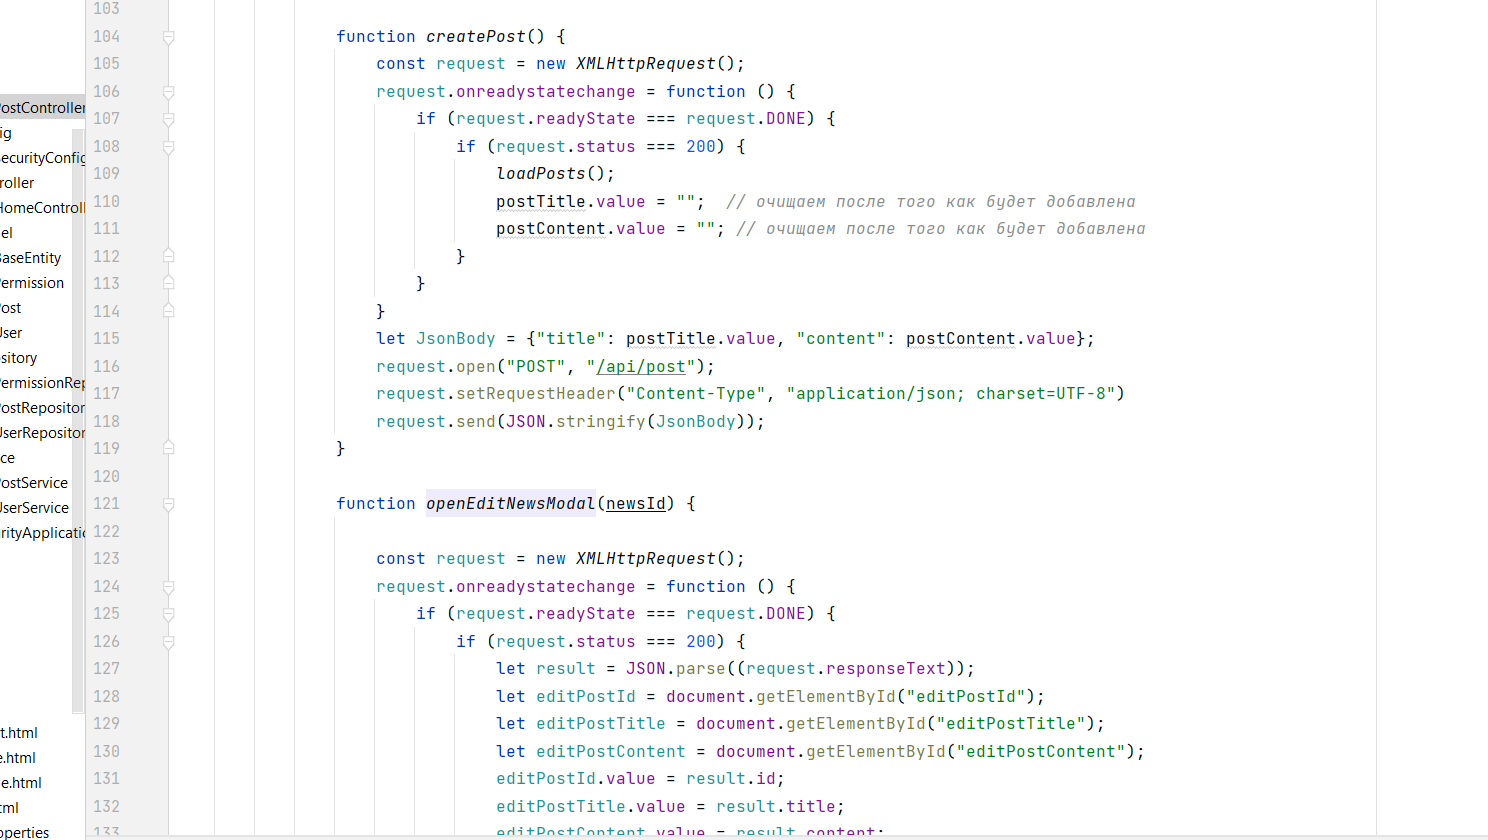 103
104 function createPost() {
105 const request = new XMLHttpRequest();
106 request.onreadystatechange = function () {
107 if (request.readyState === request.DONE) {
108 if (request.status === 200) {
109 loadPosts();
110 postTitle.value = ""; // очищаем после того как будет добавлена
111 postContent.value = ""; // очищаем после того как будет добавлена
112 }
113 }
114 }
115 let JsonBody = {"title": postTitle.value, "content": postContent.value};
116 request.open("POST", "/api/post");
117 request.setRequestHeader("Content-Type", "application/json; charset=UTF-8")
118 request.send(JSON.stringify(JsonBody));
119 }
120
121 function openEditNewsModal(newsId) {
122
123 const request = new XMLHttpRequest();
124 request.onreadystatechange = function () {
125 if (request.readyState === request.DONE) {
126 if (request.status === 200) {
127 let result = JSON.parse((request.responseText));
128 let editPostId = document.getElementById("editPostId");
129 let editPostTitle = document.getElementById("editPostTitle");
130 let editPostContent = document.getElementById("editPostContent");
131 editPostId.value = result.id;
132 editPostTitle.value = result.title;
133 editPostContent.value = result.content;
ostController
ig
ecurityConfig
roller
HomeControl
el
BaseEntity
ermission
ost
User
sitory
ermissionRep
ostRepositor
UserRepositor
ce
ostService
UserService
rityApplicatio
t.html
e.html
e.html
tml
operties